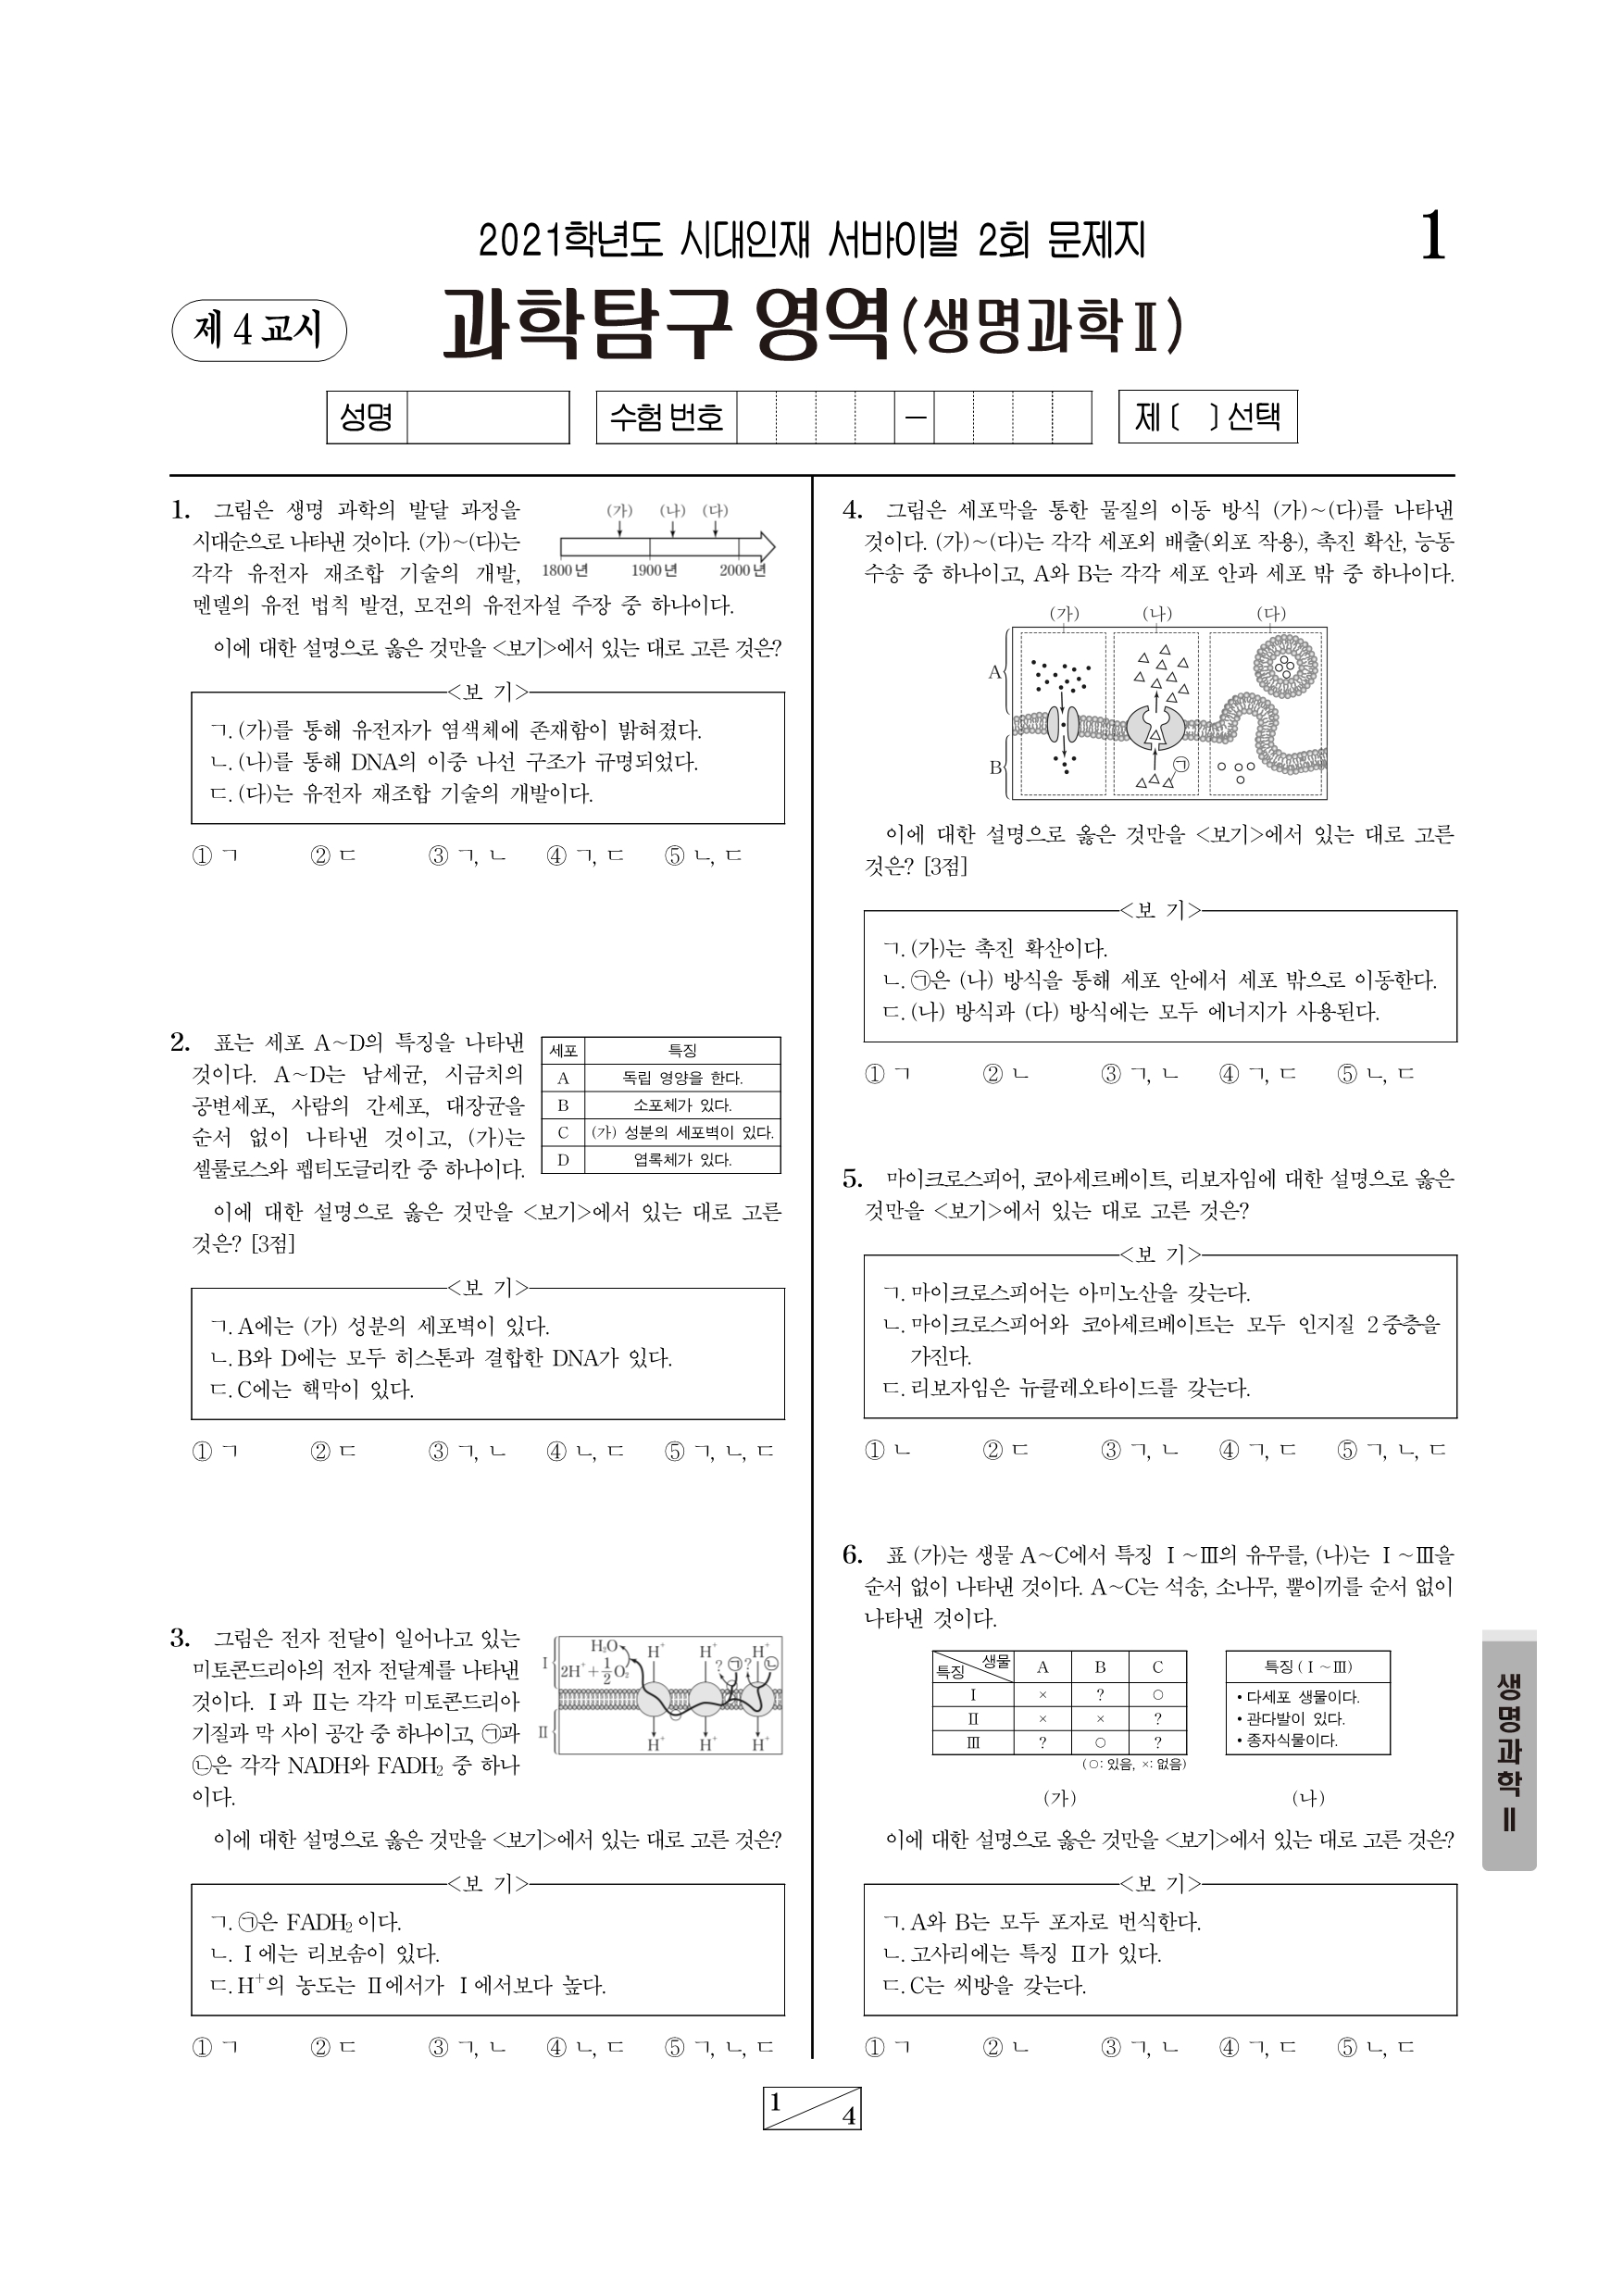 2021학년도 시대인재 서바이벌 2회 문제지
1
제 4 교시
과학탐구 영역(생명과학Ⅱ)
성명
수험 번호
–
제 〔 〕 선택
1. 그림은 생명 과학의 발달 과정을
시대순으로 나타낸 것이다. (가)~(다)는
각각 유전자 재조합 기술의 개발,
멘델의 유전 법칙 발견, 모건의 유전자설 주장 중 하나이다.
(가) (나) (다)
1800년 1900년 2000년
이에 대한 설명으로 옳은 것만을 <보기>에서 있는 대로 고른 것은?
<보 기>
ㄱ. (가)를 통해 유전자가 염색체에 존재함이 밝혀졌다.
ㄴ. (나)를 통해 DNA의 이중 나선 구조가 규명되었다.
ㄷ. (다)는 유전자 재조합 기술의 개발이다.
① ㄱ ② ㄷ ③ ㄱ, ㄴ ④ ㄱ, ㄷ ⑤ ㄴ, ㄷ
2. 표는 세포 A~D의 특징을 나타낸
것이다. A~D는 남세균, 시금치의
공변세포, 사람의 간세포, 대장균을
순서 없이 나타낸 것이고, (가)는
셀룰로스와 펩티도글리칸 중 하나이다.
세포 특징
A 독립 영양을 한다.
B 소포체가 있다.
C (가) 성분의 세포벽이 있다.
D 엽록체가 있다.
이에 대한 설명으로 옳은 것만을 <보기>에서 있는 대로 고른
것은? [3점]
<보 기>
ㄱ. A에는 (가) 성분의 세포벽이 있다.
ㄴ. B와 D에는 모두 히스톤과 결합한 DNA가 있다.
ㄷ. C에는 핵막이 있다.
① ㄱ ② ㄷ ③ ㄱ, ㄴ ④ ㄴ, ㄷ ⑤ ㄱ, ㄴ, ㄷ
3. 그림은 전자 전달이 일어나고 있는
미토콘드리아의 전자 전달계를 나타낸
것이다. Ⅰ과 Ⅱ는 각각 미토콘드리아
기질과 막 사이 공간 중 하나이고, ㉠과
㉡은 각각 NADH와 FADH₂ 중 하나
이다.
H₂O H⁺ H⁺ H⁺
Ⅰ 2H⁺+½O₂ ? ㉠ ? ㉡
Ⅱ
H⁺ H⁺ H⁺
이에 대한 설명으로 옳은 것만을 <보기>에서 있는 대로 고른 것은?
<보 기>
ㄱ. ㉠은 FADH₂이다.
ㄴ. Ⅰ에는 리보솜이 있다.
ㄷ. H⁺의 농도는 Ⅱ에서가 Ⅰ에서보다 높다.
① ㄱ ② ㄷ ③ ㄱ, ㄴ ④ ㄴ, ㄷ ⑤ ㄱ, ㄴ, ㄷ
4. 그림은 세포막을 통한 물질의 이동 방식 (가)~(다)를 나타낸
것이다. (가)~(다)는 각각 세포외 배출(외포 작용), 촉진 확산, 능동
수송 중 하나이고, A와 B는 각각 세포 안과 세포 밖 중 하나이다.
(가) (나) (다)
A
B
㉠
이에 대한 설명으로 옳은 것만을 <보기>에서 있는 대로 고른
것은? [3점]
<보 기>
ㄱ. (가)는 촉진 확산이다.
ㄴ. ㉠은 (나) 방식을 통해 세포 안에서 세포 밖으로 이동한다.
ㄷ. (나) 방식과 (다) 방식에는 모두 에너지가 사용된다.
① ㄱ ② ㄴ ③ ㄱ, ㄴ ④ ㄱ, ㄷ ⑤ ㄴ, ㄷ
5. 마이크로스피어, 코아세르베이트, 리보자임에 대한 설명으로 옳은
것만을 <보기>에서 있는 대로 고른 것은?
<보 기>
ㄱ. 마이크로스피어는 아미노산을 갖는다.
ㄴ. 마이크로스피어와 코아세르베이트는 모두 인지질 2중층을
가진다.
ㄷ. 리보자임은 뉴클레오타이드를 갖는다.
① ㄴ ② ㄷ ③ ㄱ, ㄴ ④ ㄱ, ㄷ ⑤ ㄱ, ㄴ, ㄷ
6. 표 (가)는 생물 A~C에서 특징 Ⅰ~Ⅲ의 유무를, (나)는 Ⅰ~Ⅲ을
순서 없이 나타낸 것이다. A~C는 석송, 소나무, 뿔이끼를 순서 없이
나타낸 것이다.
특징 생물 A B C
Ⅰ × ? ○
Ⅱ × × ?
Ⅲ ? ○ ?
(○: 있음, ×: 없음)
(가)
특징 (Ⅰ~Ⅲ)
• 다세포 생물이다.
• 관다발이 있다.
• 종자식물이다.
(나)
이에 대한 설명으로 옳은 것만을 <보기>에서 있는 대로 고른 것은?
<보 기>
ㄱ. A와 B는 모두 포자로 번식한다.
ㄴ. 고사리에는 특징 Ⅱ가 있다.
ㄷ. C는 씨방을 갖는다.
① ㄱ ② ㄴ ③ ㄱ, ㄴ ④ ㄱ, ㄷ ⑤ ㄴ, ㄷ
생명과학Ⅱ
1
4